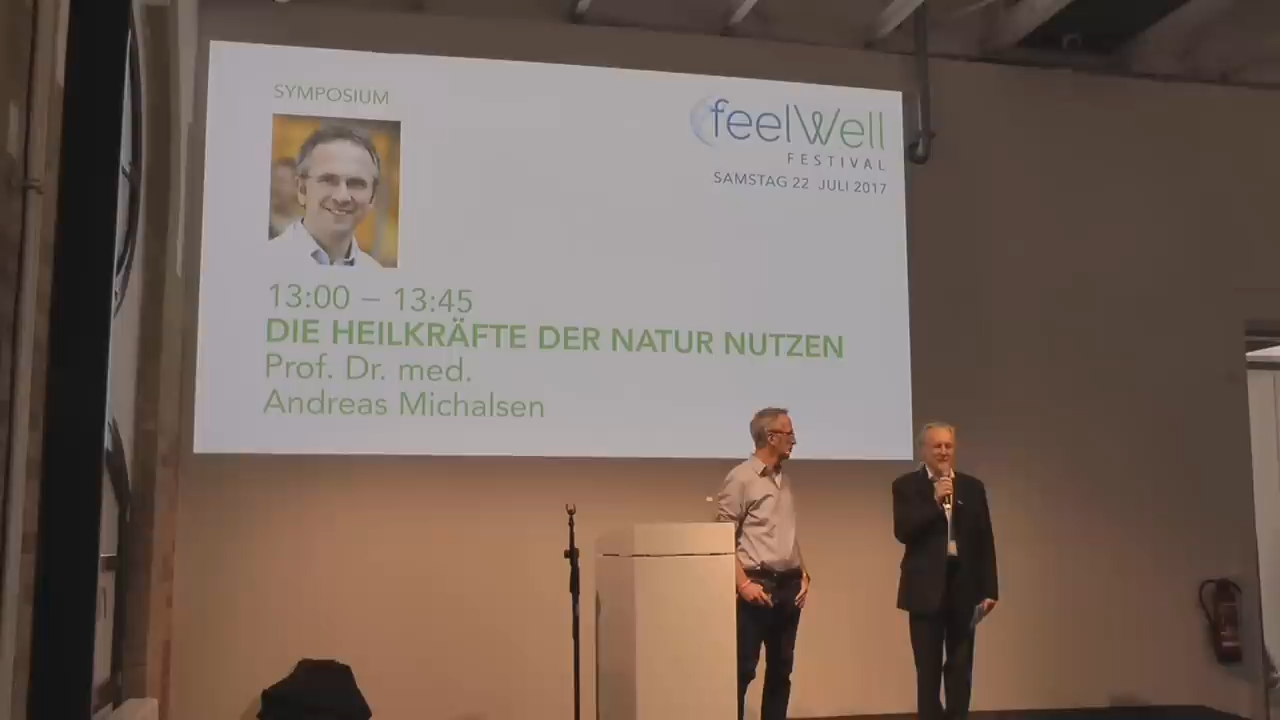 SYMPOSIUM
feelWell
FESTIVAL
SAMSTAG 22 JULI 2017
13:00 – 13:45
DIE HEILKRÄFTE DER NATUR NUTZEN
Prof. Dr. med.
Andreas Michalsen